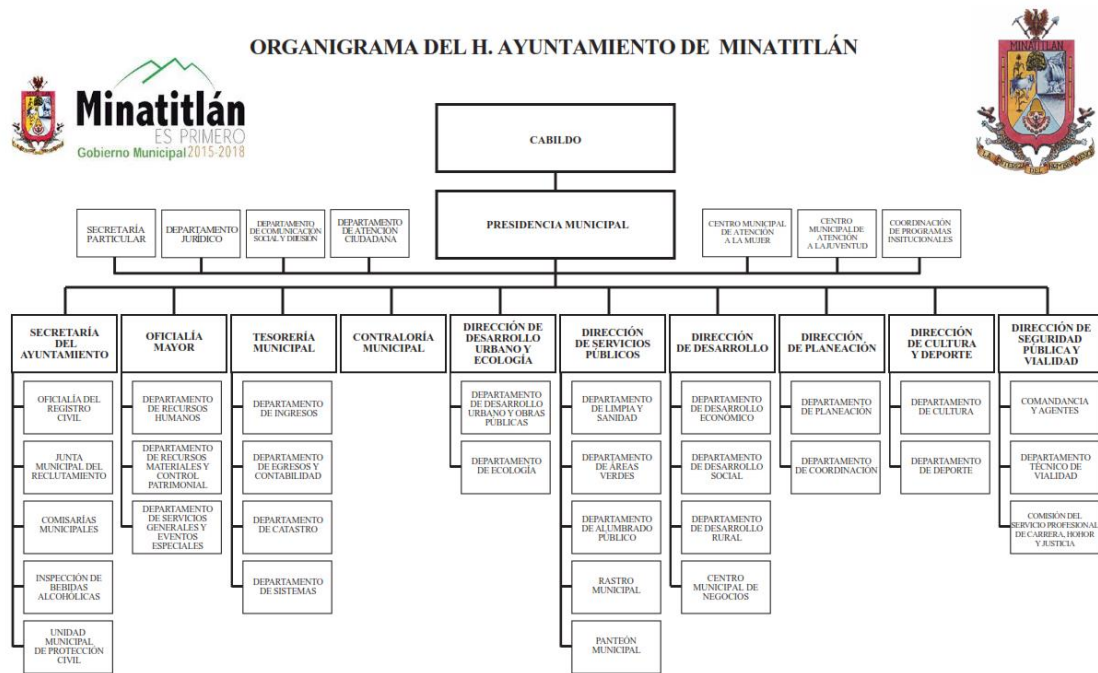 ORGANIGRAMA DEL H. AYUNTAMIENTO DE MINATITLÁN
Minatitlán
ES PRIMERO
Gobierno Municipal 2015-2018
MINATITLAN
CABILDO
PRESIDENCIA MUNICIPAL
SECRETARÍA
PARTICULAR
DEPARTAMENTO
JURÍDICO
DEPARTAMENTO
DE COMUNICACIÓN
SOCIAL Y DIFUSIÓN
DEPARTAMENTO
DE ATENCIÓN
CIUDADANA
CENTRO MUNICIPAL
DE ATENCIÓN
A LA MUJER
CENTRO
MUNICIPAL DE
ATENCIÓN
A LA JUVENTUD
COORDINACIÓN
DE PROGRAMAS
INSITUCIONALES
SECRETARÍA
DEL
AYUNTAMIENTO
OFICIALÍA DEL
REGISTRO
CIVIL
JUNTA
MUNICIPAL DEL
RECLUTAMIENTO
COMISARÍAS
MUNICIPALES
INSPECCIÓN DE
BEBIDAS
ALCOHÓLICAS
UNIDAD
MUNICIPAL
DE PROTECCIÓN
CIVIL
OFICIALÍA
MAYOR
DEPARTAMENTO
DE RECURSOS
HUMANOS
DEPARTAMENTO
DE RECURSOS
MATERIALES Y
CONTROL
PATRIMONIAL
DEPARTAMENTO
DE SERVICIOS
GENERALES Y
EVENTOS
ESPECIALES
TESORERÍA
MUNICIPAL
DEPARTAMENTO
DE INGRESOS
DEPARTAMENTO
DE EGRESOS Y
CONTABILIDAD
DEPARTAMENTO
DE CATASTRO
DEPARTAMENTO
DE SISTEMAS
CONTRALORÍA
MUNICIPAL
DIRECCIÓN DE
DESARROLLO
URBANO Y
ECOLOGÍA
DEPARTAMENTO
DE DESARROLLO
URBANO Y OBRAS
PÚBLICAS
DEPARTAMENTO
DE ECOLOGÍA
DIRECCIÓN
DE SERVICIOS
PÚBLICOS
DEPARTAMENTO
DE LIMPIA Y
SANIDAD
DEPARTAMENTO
DE ÁREAS
VERDES
DEPARTAMENTO
DE ALUMBRADO
PÚBLICO
RASTRO
MUNICIPAL
PANTEÓN
MUNICIPAL
DIRECCIÓN
DE DESARROLLO
DEPARTAMENTO
DE DESARROLLO
ECONÓMICO
DEPARTAMENTO
DE DESARROLLO
SOCIAL
DEPARTAMENTO
DE DESARROLLO
RURAL
CENTRO
MUNICIPAL DE
NEGOCIOS
DIRECCIÓN
DE PLANEACIÓN
DEPARTAMENTO
DE PLANEACIÓN
DEPARTAMENTO
DE COORDINACIÓN
DIRECCIÓN
DE CULTURA
Y DEPORTE
DEPARTAMENTO
DE CULTURA
DEPARTAMENTO
DE DEPORTE
DIRECCIÓN DE
SEGURIDAD
PÚBLICA Y
VIALIDAD
COMANDANCIA
Y AGENTES
DEPARTAMENTO
TÉCNICO DE
VIALIDAD
COMISIÓN DEL
SERVICIO PROFESIONAL
DE CARRERA, HOHOR
Y JUSTICIA